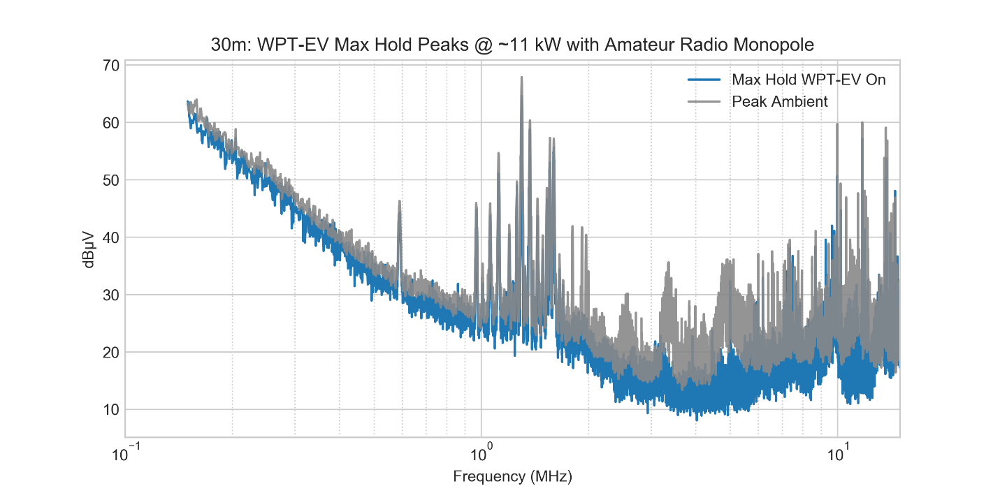 30m: WPT-EV Max Hold Peaks @ ~11 kW with Amateur Radio Monopole
Max Hold WPT-EV On
Peak Ambient
70
60
50
40
30
20
10
dBμV
10⁻¹
10⁰
10¹
Frequency (MHz)